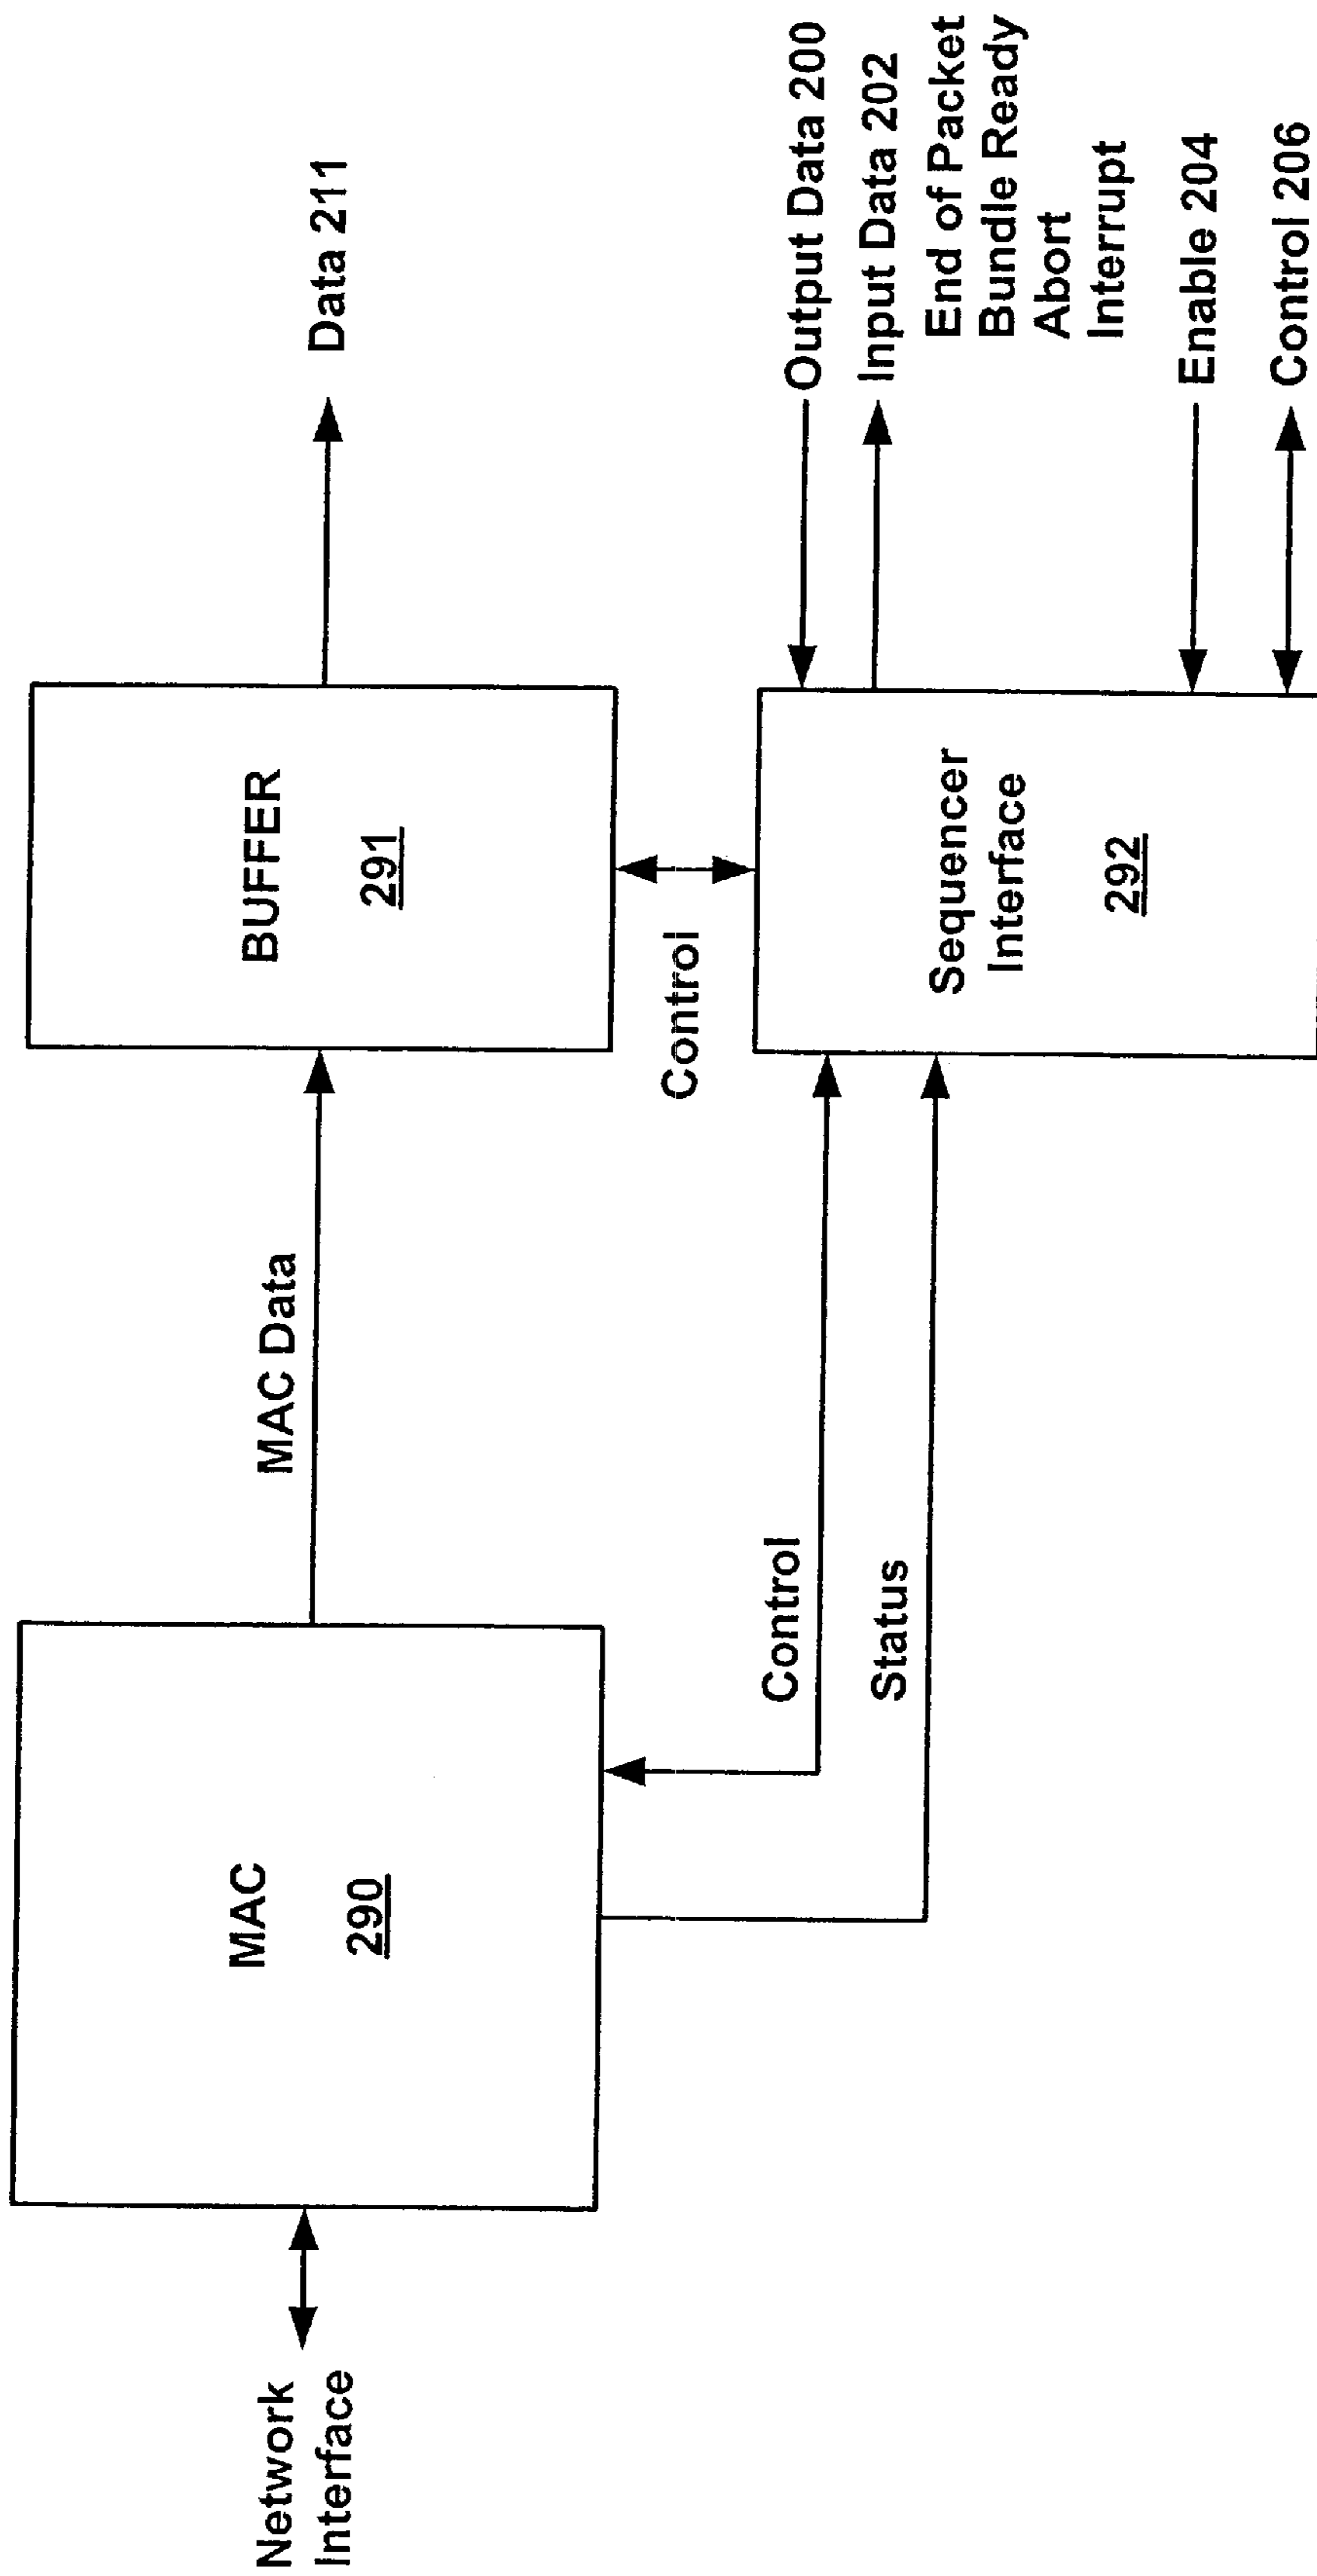 Network
Interface
MAC
290
MAC Data
Control
Status
BUFFER
291
Control
Sequencer
Interface
292
Data 211
Output Data 200
Input Data 202
End of Packet
Bundle Ready
Abort
Interrupt
Enable 204
Control 206